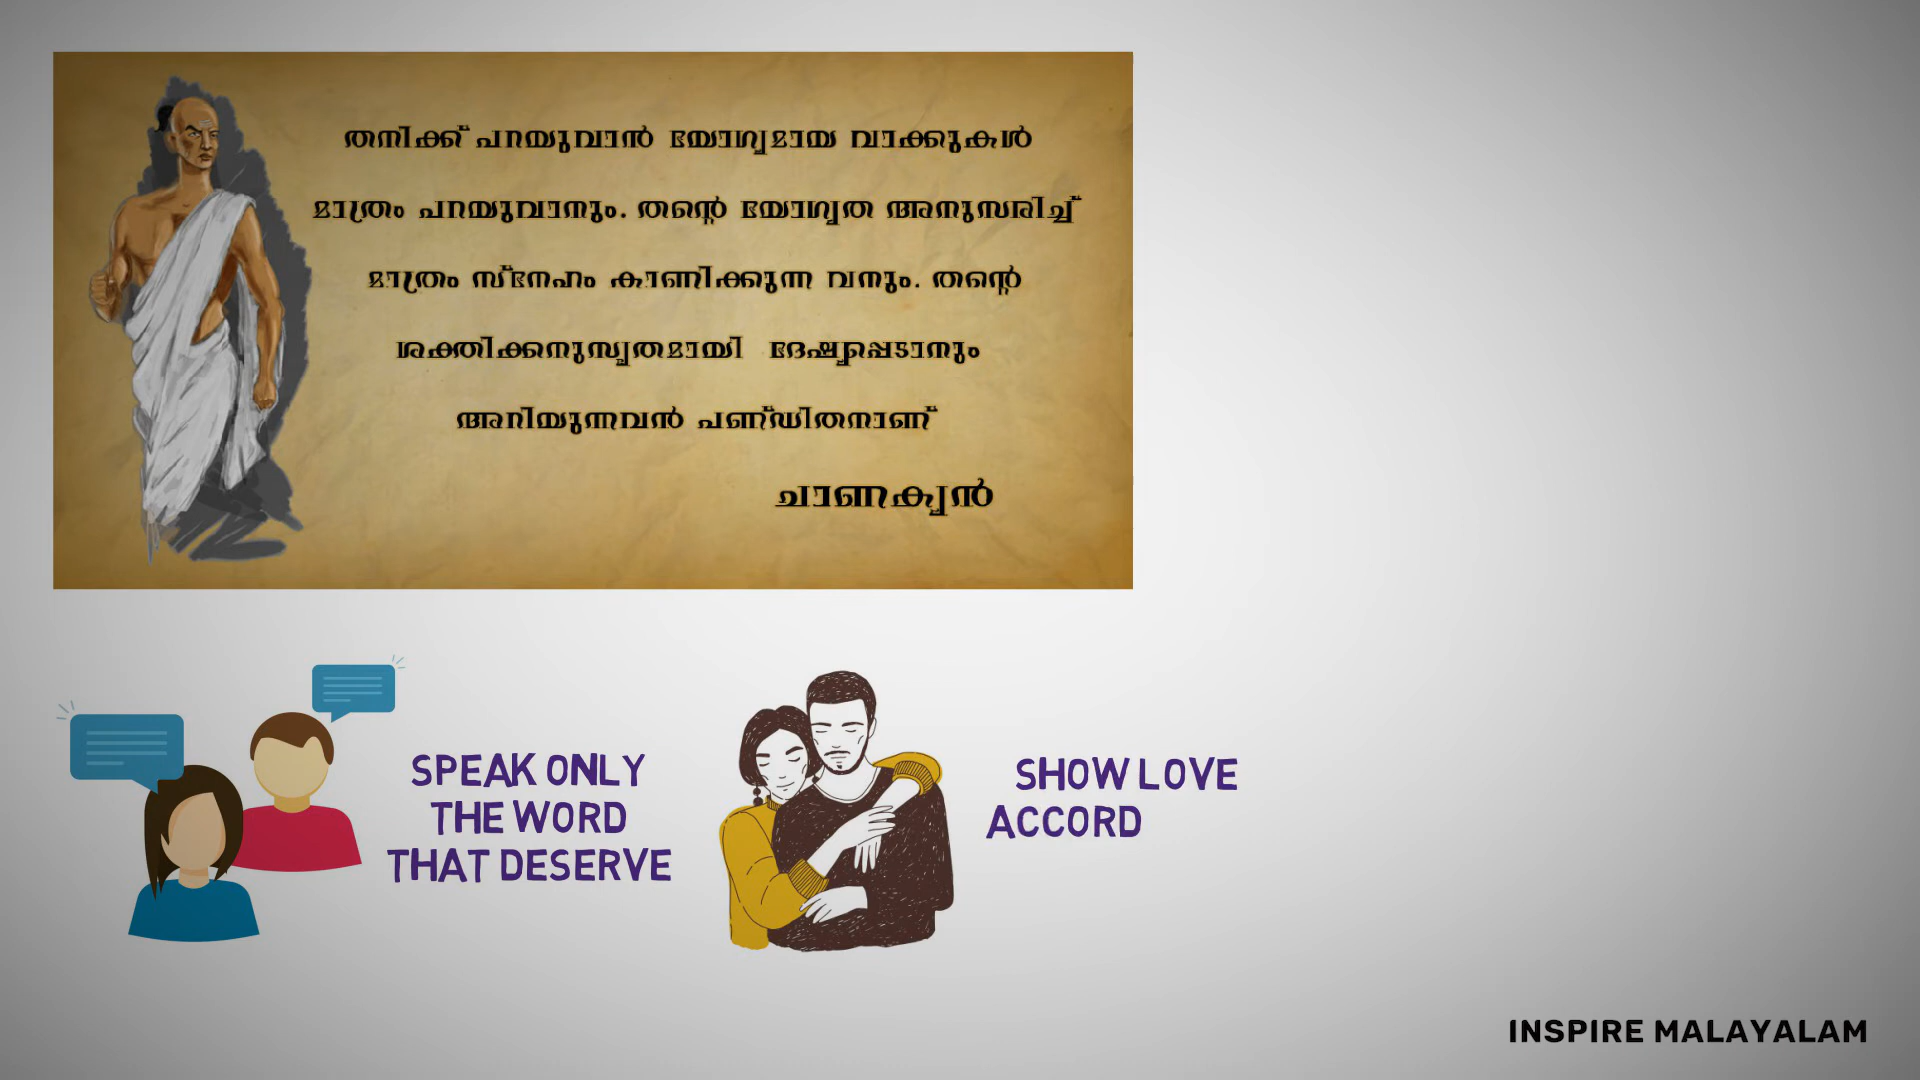 തനിക്ക് പറയുവാൻ യോഗ്യമായ വാക്കുകൾ
മാത്രം പറയുവാനും. തന്റെ യോഗ്യത അനുസരിച്ച്
മാത്രം സ്നേഹം കാണിക്കുന്ന വനും. തന്റെ
ശക്തിക്കനുസൃതമായി ദേഷ്യപ്പെടാനും
അറിയുന്നവൻ പണ്ഡിതനാണ്
ചാണക്യൻ
SPEAK ONLY
THE WORD
THAT DESERVE
SHOW LOVE
ACCORD
INSPIRE MALAYALAM